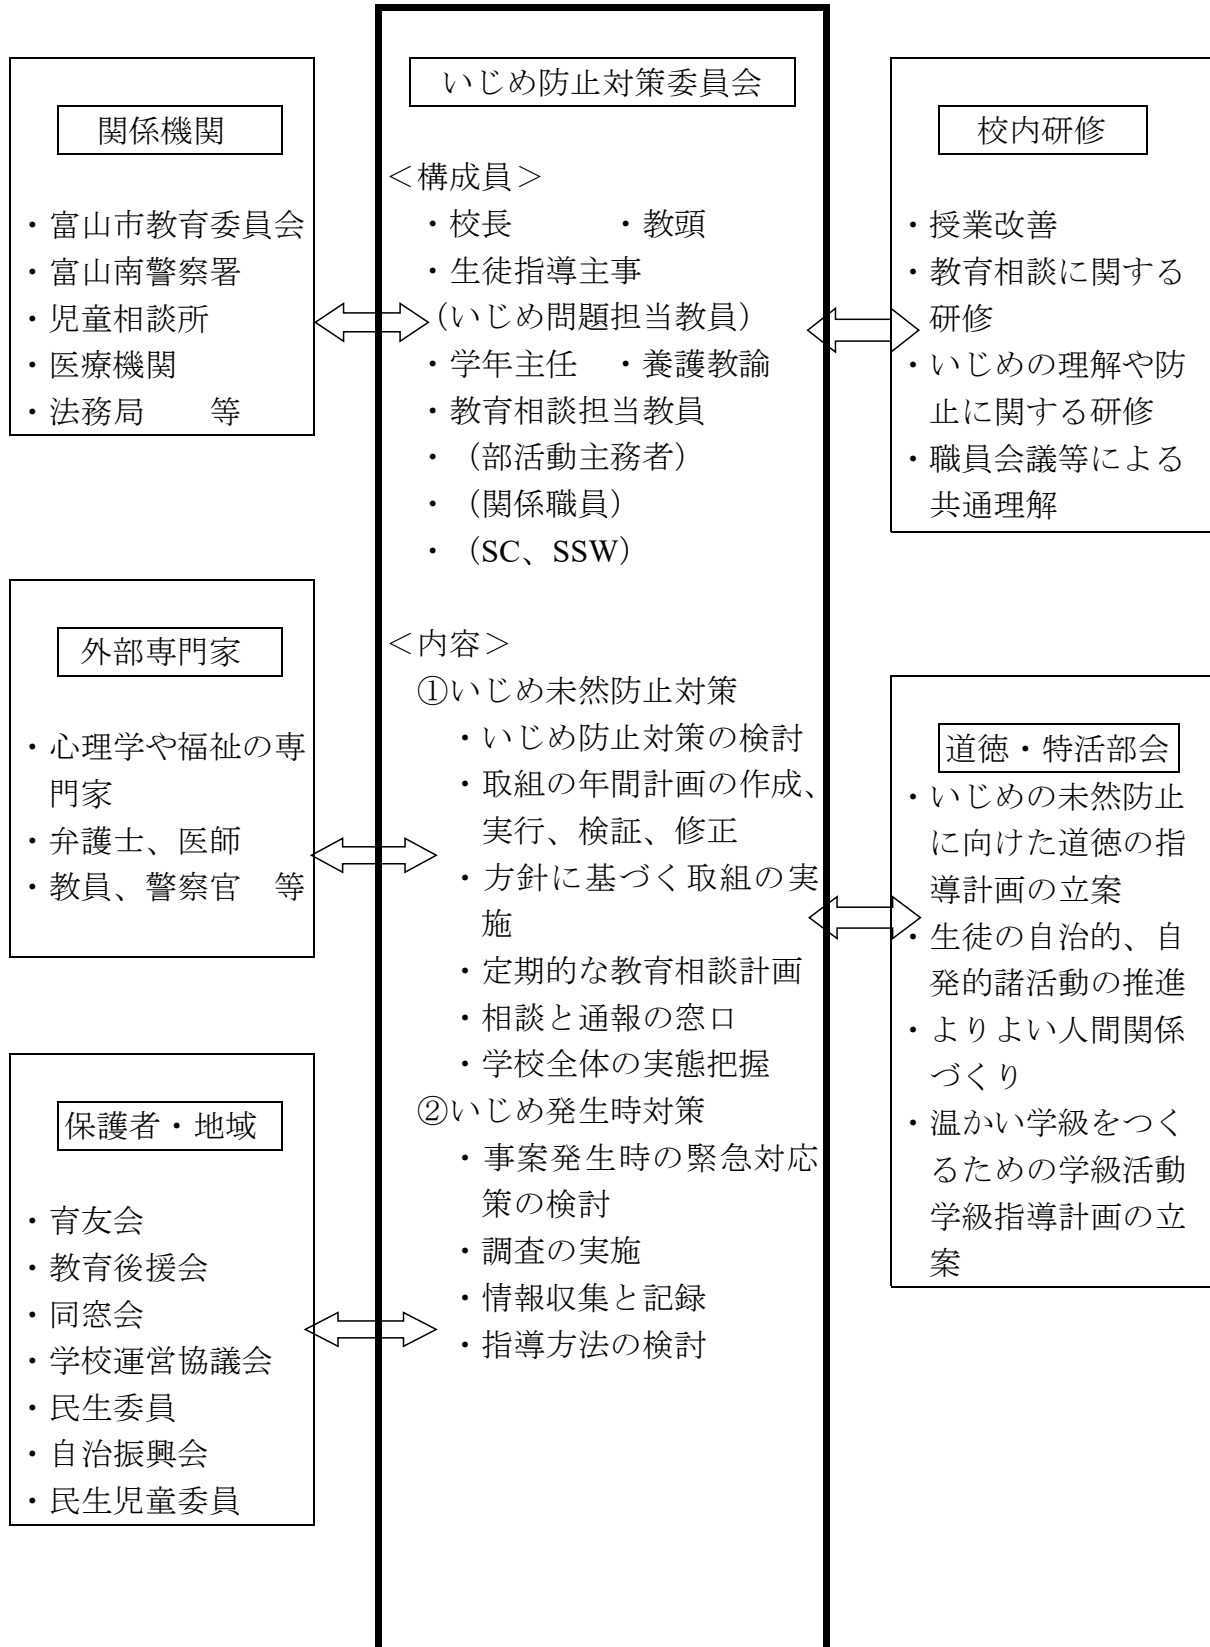 関係機関
・富山市教育委員会
・富山南警察署
・児童相談所
・医療機関
・法務局　　等
外部専門家
・心理学や福祉の専
門家
・弁護士、医師
・教員、警察官　等
保護者・地域
・育友会
・教育後援会
・同窓会
・学校運営協議会
・民生委員
・自治振興会
・民生児童委員
いじめ防止対策委員会
＜構成員＞
・校長　　　・教頭
・生徒指導主事
（いじめ問題担当教員）
・学年主任　・養護教諭
・教育相談担当教員
・（部活動主務者）
・（関係職員）
・（SC、SSW）
＜内容＞
①いじめ未然防止対策
・いじめ防止対策の検討
・取組の年間計画の作成、
実行、検証、修正
・方針に基づく取組の実
施
・定期的な教育相談計画
・相談と通報の窓口
・学校全体の実態把握
②いじめ発生時対策
・事案発生時の緊急対応
策の検討
・調査の実施
・情報収集と記録
・指導方法の検討
校内研修
・授業改善
・教育相談に関する
研修
・いじめの理解や防
止に関する研修
・職員会議等による
共通理解
道徳・特活部会
・いじめの未然防止
に向けた道徳の指
導計画の立案
・生徒の自治的、自
発的諸活動の推進
・よりよい人間関係
づくり
・温かい学級をつく
るための学級活動
学級指導計画の立
案